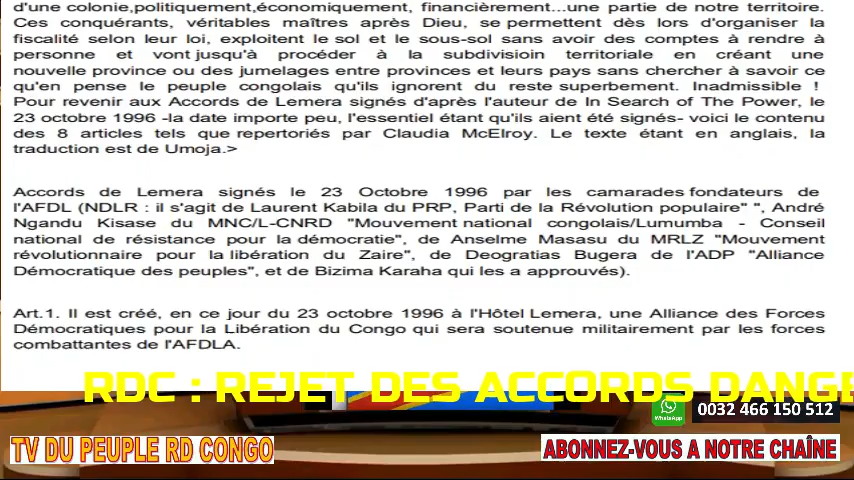 d'une colonie,politiquement,économiquement, financièrement...une partie de notre territoire.
Ces conquérants, véritables maîtres après Dieu, se permettent dès lors d'organiser la
fiscalité selon leur loi, exploitent le sol et le sous-sol sans avoir des comptes à rendre à
personne et vont jusqu'à procéder à la subdivisioin territoriale en créant une
nouvelle province ou des jumelages entre provinces et leurs pays sans chercher à savoir ce
qu'en pense le peuple congolais qu'ils ignorent du reste superbement. Inadmissible !
Pour revenir aux Accords de Lemera signés d'après l'auteur de In Search of The Power, le
23 octobre 1996 -la date importe peu, l'essentiel étant qu'ils aient été signés- voici le contenu
des 8 articles tels que repertoriés par Claudia McElroy. Le texte étant en anglais, la
traduction est de Umoja.>
Accords de Lemera signés le 23 Octobre 1996 par les camarades fondateurs de
l'AFDL (NDLR : il s'agit de Laurent Kabila du PRP, Parti de la Révolution populaire" ", André
Ngandu Kisase du MNC/L-CNRD "Mouvement national congolais/Lumumba - Conseil
national de résistance pour la démocratie", de Anselme Masasu du MRLZ "Mouvement
révolutionnaire pour la libération du Zaire", de Deogratias Bugera de l'ADP "Alliance
Démocratique des peuples", et de Bizima Karaha qui les a approuvés).
Art.1. Il est créé, en ce jour du 23 octobre 1996 à l'Hôtel Lemera, une Alliance des Forces
Démocratiques pour la Libération du Congo qui sera soutenue militairement par les forces
combattantes de l'AFDLA.
RDC : REJET DES ACCORDS DANGE
WhatsApp 0032 466 150 512
TV DU PEUPLE RD CONGO
ABONNEZ-VOUS A NOTRE CHAÎNE